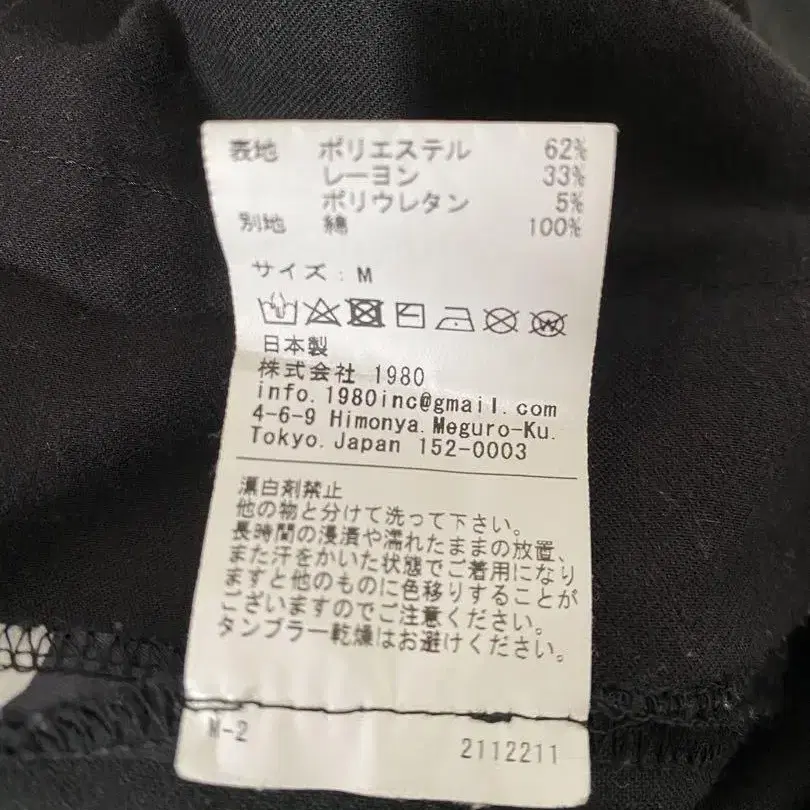 表地 ポリエステル 62%
レーヨン 33%
ポリウレタン 5%
別地 綿 100%
サイズ：M
日本製
株式会社 1980
info.1980inc@gmail.com
4-6-9 Himonya.Meguro-Ku.
Tokyo.Japan 152-0003
漂白剤禁止
他の物と分けて洗って下さい。
長時間の浸漬や濡れたままの放置、
また汗をかいた状態でご着用になり
ますと他のものに色移りすることが
ございますのでご注意ください。
タンブラー乾燥はお避けください。
M-2
2112211